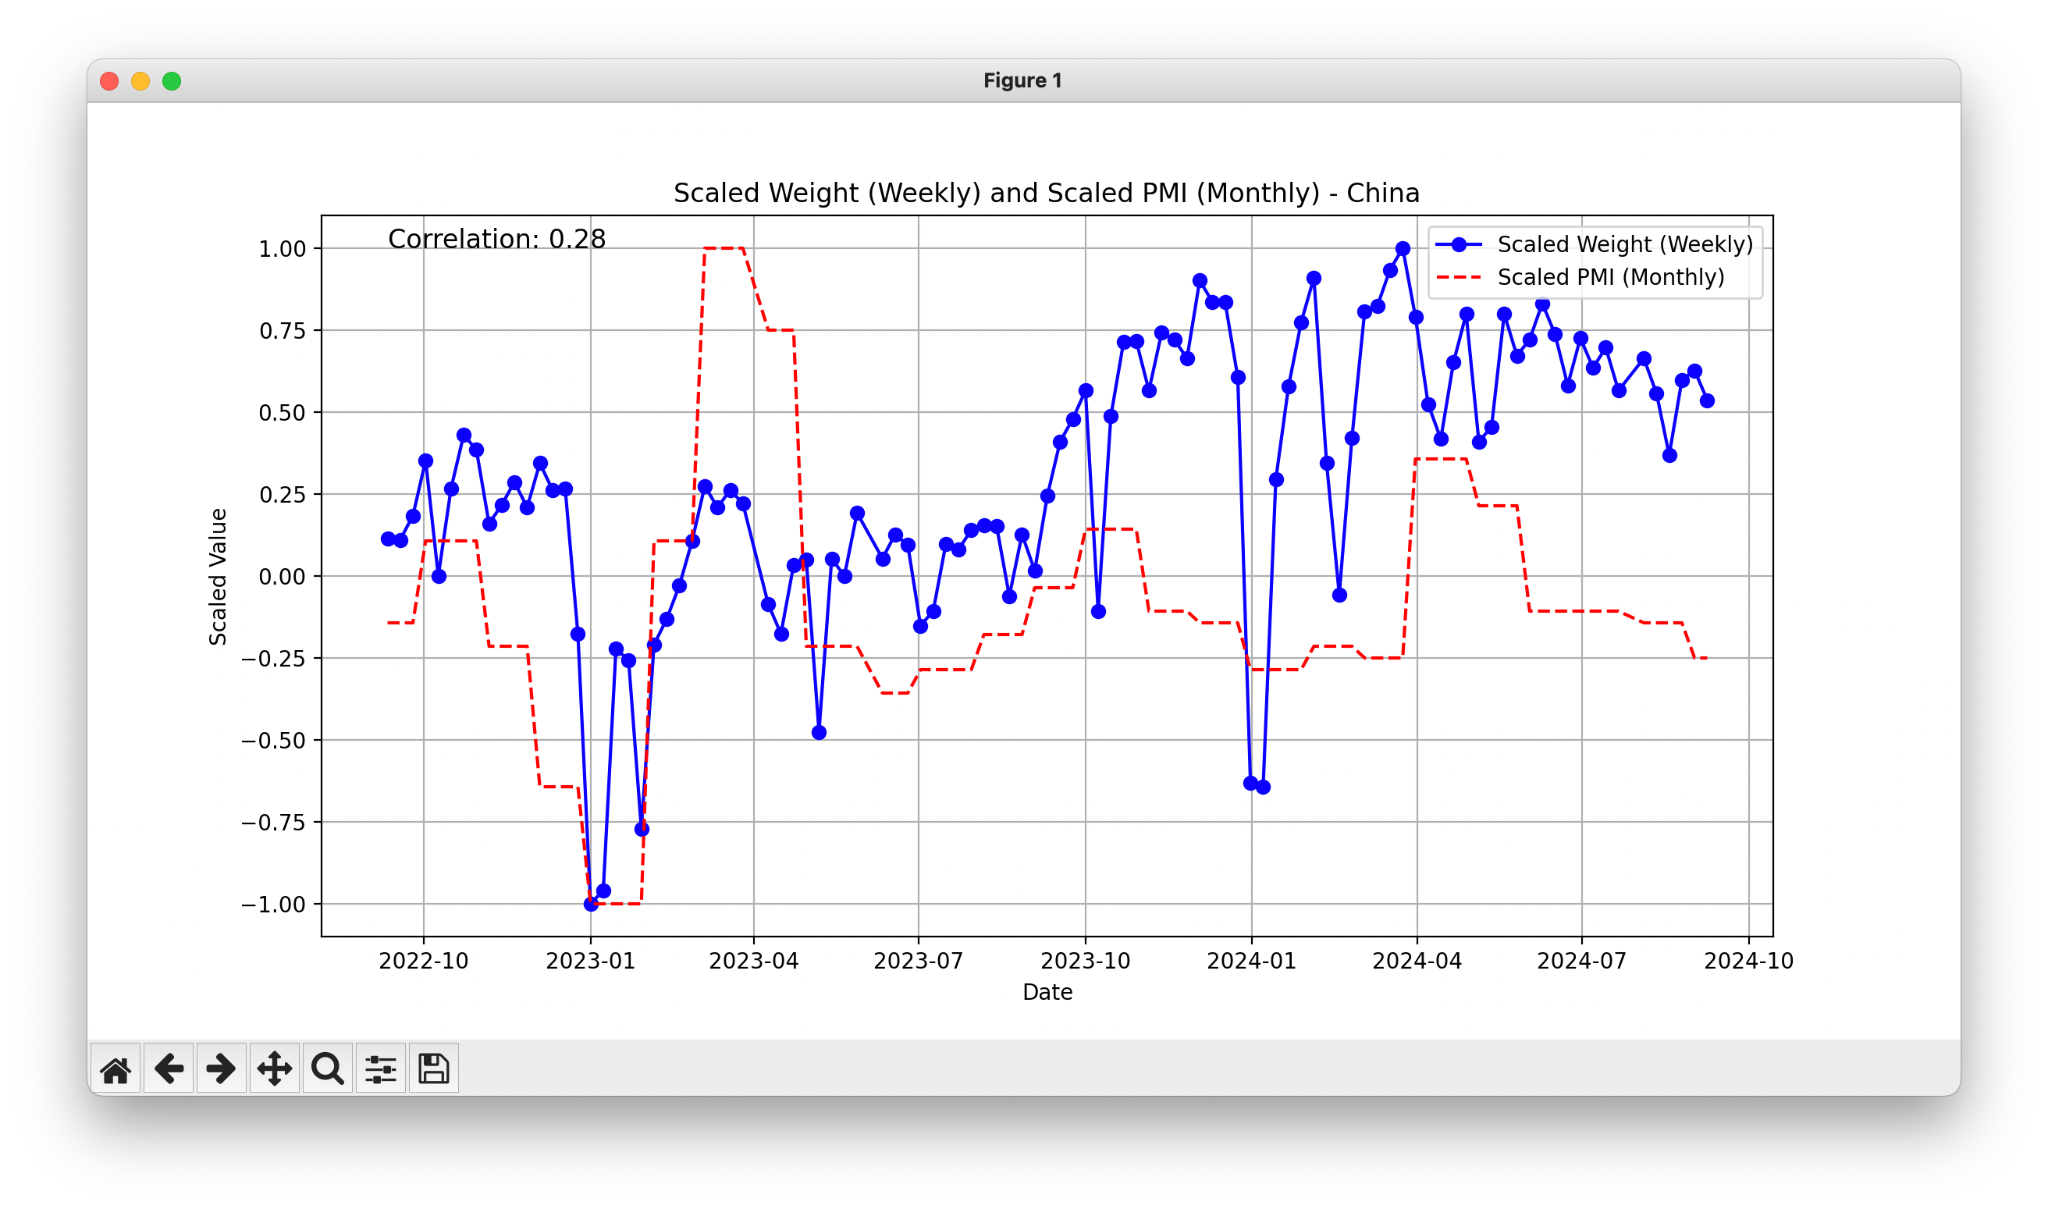 Figure 1
Scaled Weight (Weekly) and Scaled PMI (Monthly) - China
Correlation: 0.28
Scaled Weight (Weekly)
Scaled PMI (Monthly)
1.00
0.75
0.50
0.25
0.00
−0.25
−0.50
−0.75
−1.00
Scaled Value
2022-10 2023-01 2023-04 2023-07 2023-10 2024-01 2024-04 2024-07 2024-10
Date